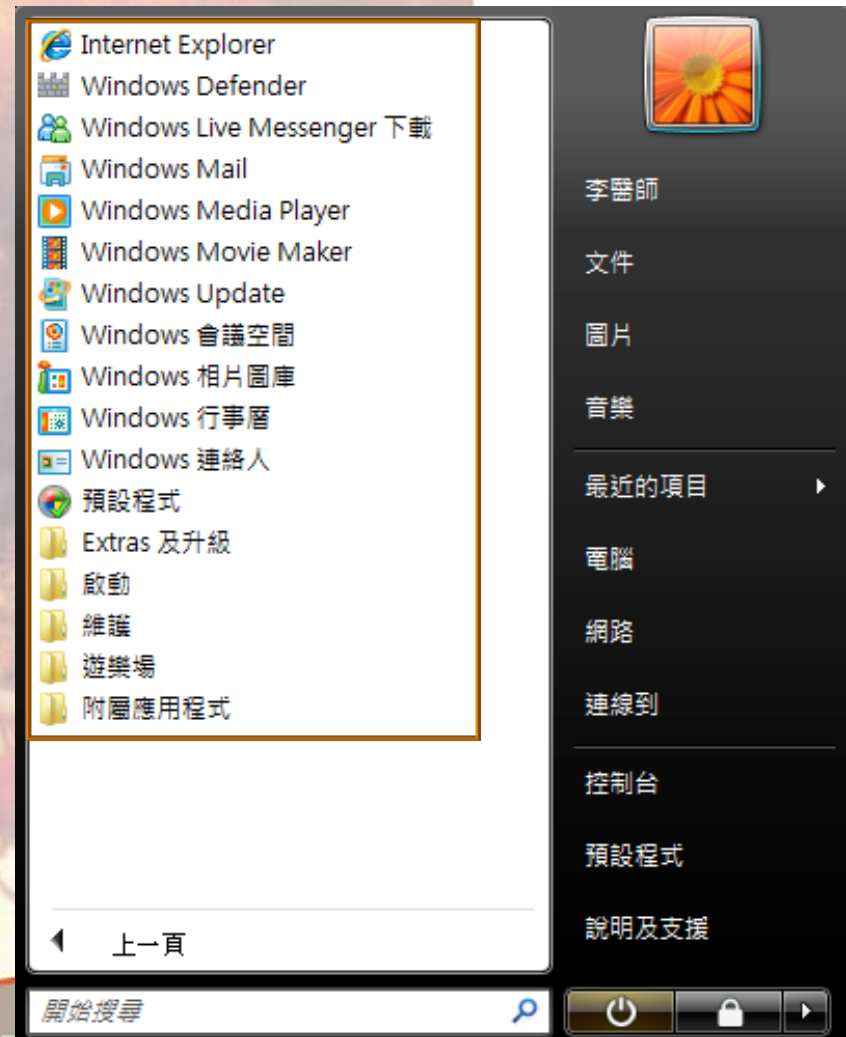 Internet Explorer
Windows Defender
Windows Live Messenger 下載
Windows Mail
Windows Media Player
Windows Movie Maker
Windows Update
Windows 會議空間
Windows 相片圖庫
Windows 行事曆
Windows 連絡人
預設程式
Extras 及升級
啟動
維護
遊樂場
附屬應用程式
上一頁
開始搜尋
李醫師
文件
圖片
音樂
最近的項目
電腦
網路
連線到
控制台
預設程式
說明及支援